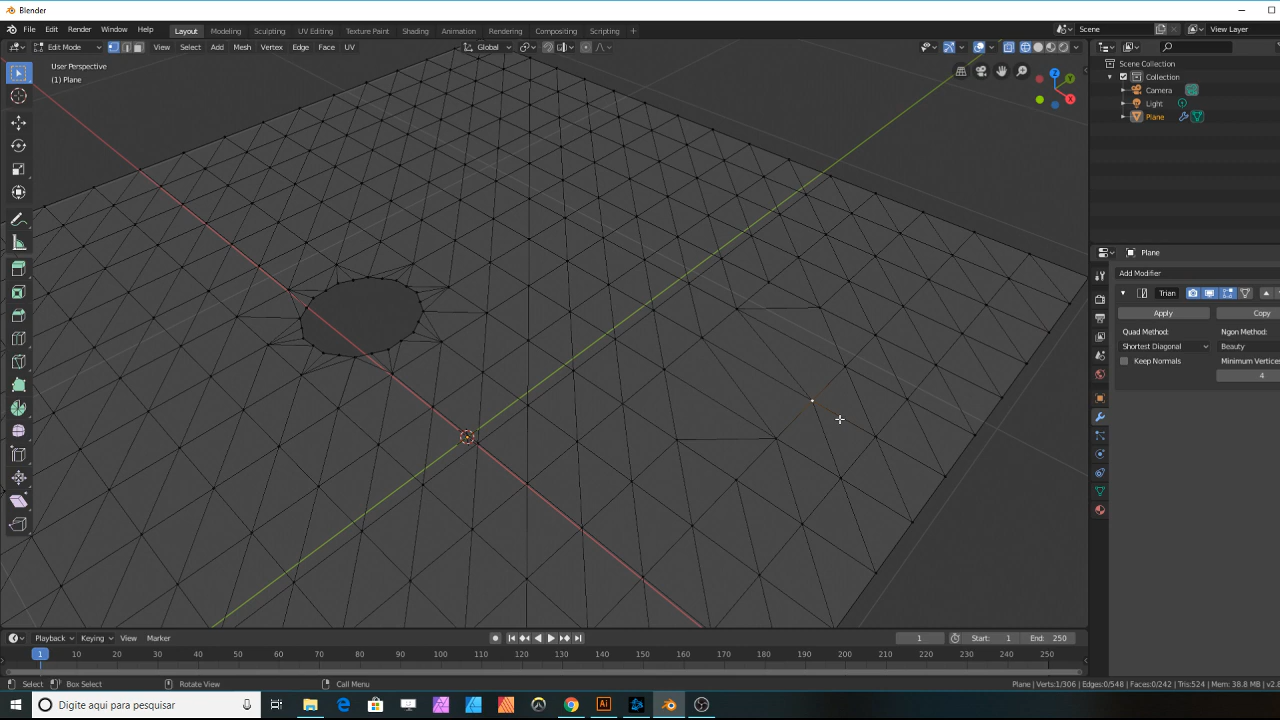 Blender
File Edit Render Window Help Layout Modeling Sculpting UV Editing Texture Paint Shading Animation Rendering Compositing Scripting + Scene View Layer
Edit Mode View Select Add Mesh Vertex Edge Face UV Global
User Perspective
(1) Plane
Z
Y
X
Scene Collection
Collection
Camera
Light
Plane
Plane
Add Modifier
Trian
Apply Copy
Quad Method: Ngon Method:
Shortest Diagonal Beauty
Keep Normals Minimum Vertices
4
Playback Keying View Marker 1 Start: 1 End: 250
1 10 20 30 40 50 60 70 80 90 100 110 120 130 140 150 160 170 180 190 200 210 220 230 240 250
Select Box Select Rotate View Call Menu Plane | Verts:1/306 | Edges:0/548 | Faces:0/242 | Tris:524 | Mem: 38.8 MB | v2.8
Digite aqui para pesquisar
Ai